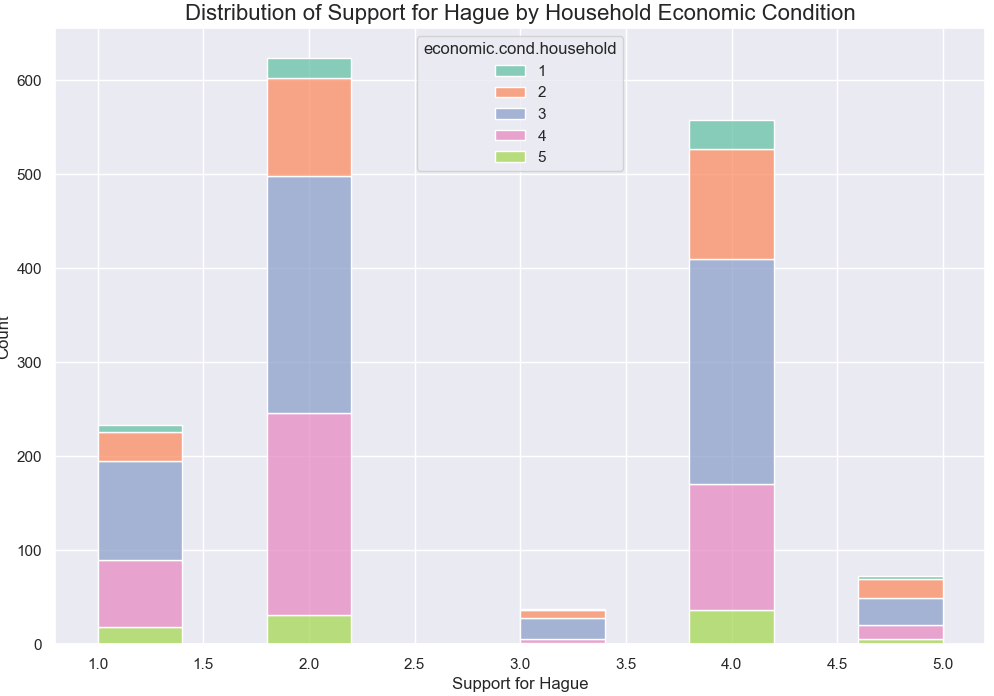 Distribution of Support for Hague by Household Economic Condition
economic.cond.household
1
2
3
4
5
600
500
400
300
200
100
0
Count
1.0 1.5 2.0 2.5 3.0 3.5 4.0 4.5 5.0
Support for Hague